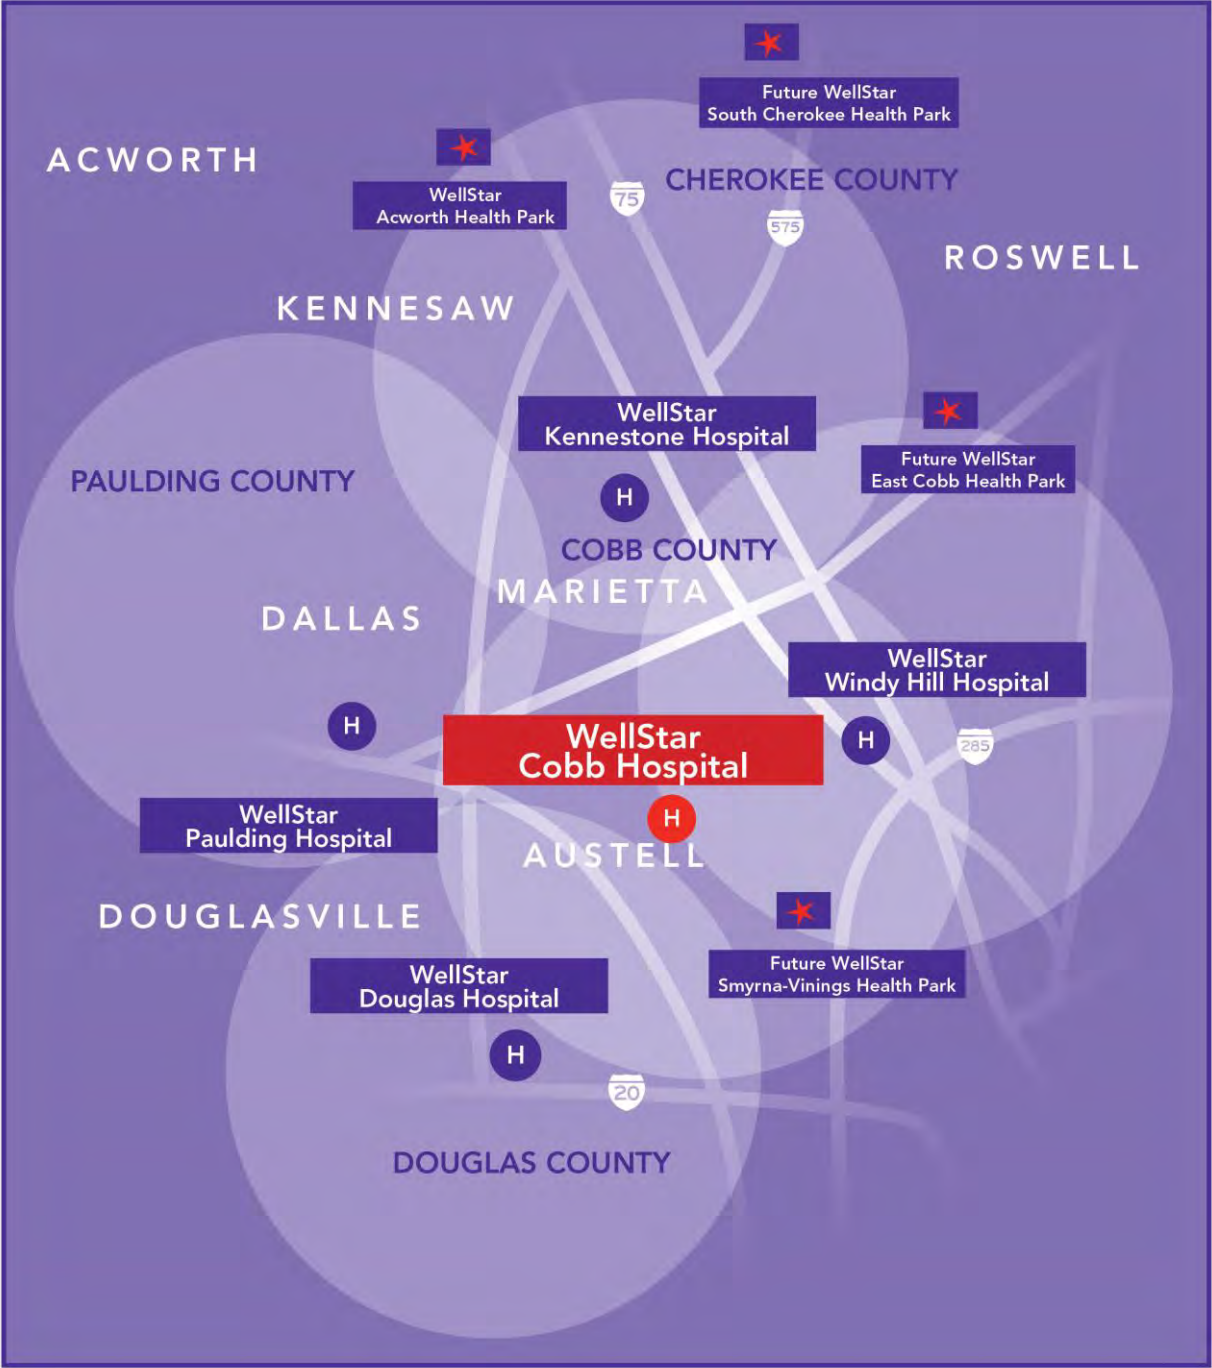 Future WellStar
South Cherokee Health Park
ACWORTH
WellStar
Acworth Health Park
CHEROKEE COUNTY
75
575
ROSWELL
KENNESAW
WellStar
Kennestone Hospital
Future WellStar
East Cobb Health Park
PAULDING COUNTY
H
COBB COUNTY
MARIETTA
DALLAS
WellStar
Windy Hill Hospital
H
WellStar
Cobb Hospital
H
285
WellStar
Paulding Hospital
H
AUSTELL
DOUGLASVILLE
WellStar
Douglas Hospital
Future WellStar
Smyrna-Vinings Health Park
H
20
DOUGLAS COUNTY